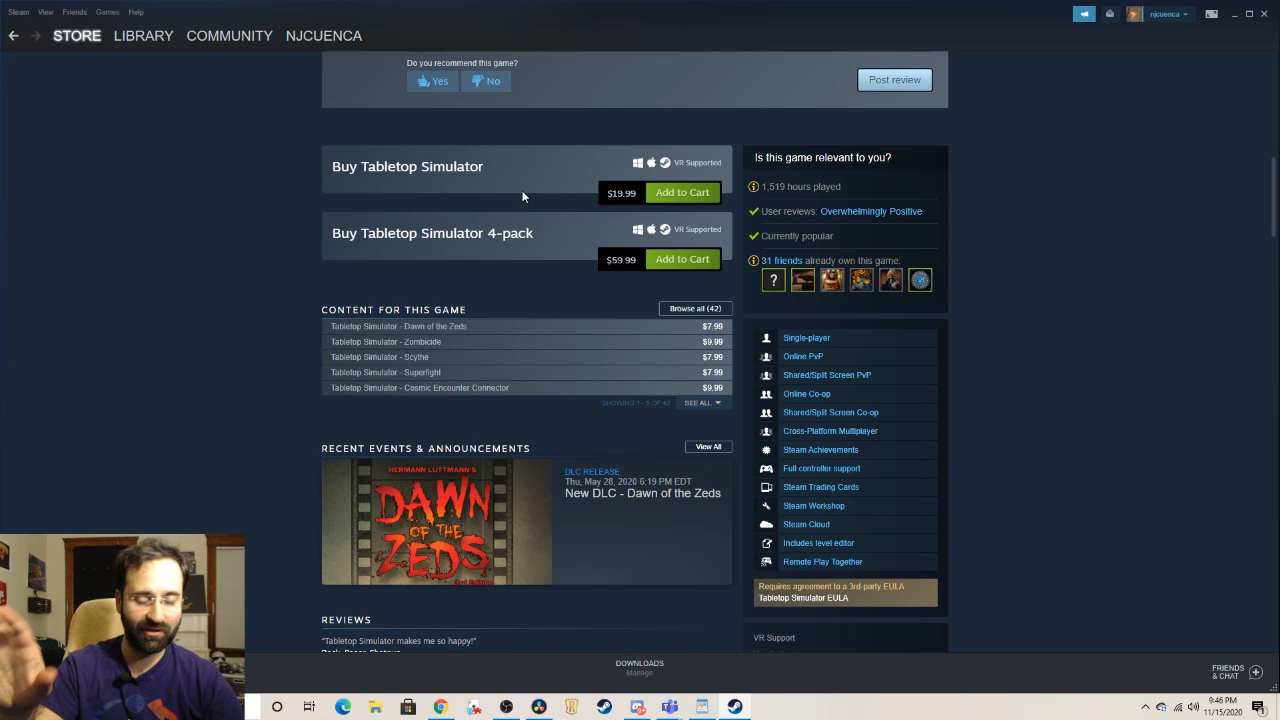 Steam View Friends Games Help
njcuenca
STORE LIBRARY COMMUNITY NJCUENCA
Do you recommend this game?
Yes No
Post review
Buy Tabletop Simulator
VR Supported
$19.99 Add to Cart
Buy Tabletop Simulator 4-pack
VR Supported
$59.99 Add to Cart
CONTENT FOR THIS GAME
Browse all (42)
Tabletop Simulator - Dawn of the Zeds $7.99
Tabletop Simulator - Zombicide $9.99
Tabletop Simulator - Scythe $7.99
Tabletop Simulator - Superfight $7.99
Tabletop Simulator - Cosmic Encounter Connector $9.99
SHOWING 1 - 5 OF 42 SEE ALL
RECENT EVENTS & ANNOUNCEMENTS
View All
HERMANN LUTTMANN'S
DAWN
OF THE
ZEDS
DLC RELEASE
Thu, May 28, 2020 6:19 PM EDT
New DLC - Dawn of the Zeds
REVIEWS
"Tabletop Simulator makes me so happy!"
Is this game relevant to you?
1,519 hours played
User reviews: Overwhelmingly Positive
Currently popular
31 friends already own this game:
?
Single-player
Online PvP
Shared/Split Screen PvP
Online Co-op
Shared/Split Screen Co-op
Cross-Platform Multiplayer
Steam Achievements
Full controller support
Steam Trading Cards
Steam Workshop
Steam Cloud
Includes level editor
Remote Play Together
Requires agreement to a 3rd-party EULA
Tabletop Simulator EULA
VR Support
DOWNLOADS
Manage
FRIENDS
& CHAT
9:46 PM
11/15/2020